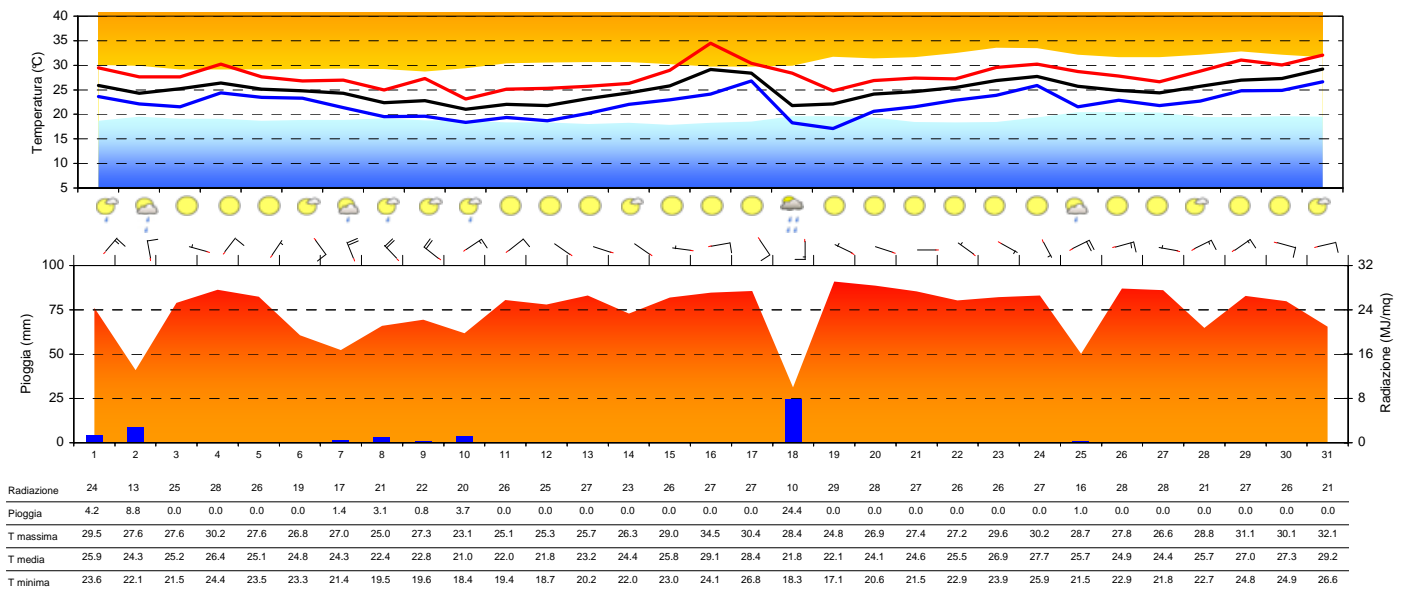 Temperatura (°C)
40
35
30
25
20
15
10
5
Pioggia (mm)
100
75
50
25
0
Radiazione (MJ/mq)
32
24
16
8
0
1 2 3 4 5 6 7 8 9 10 11 12 13 14 15 16 17 18 19 20 21 22 23 24 25 26 27 28 29 30 31
Radiazione 24 13 25 28 26 19 17 21 22 20 26 25 27 23 26 27 27 10 29 28 27 26 26 27 16 28 28 21 27 26 21
Pioggia 4.2 8.8 0.0 0.0 0.0 0.0 1.4 3.1 0.8 3.7 0.0 0.0 0.0 0.0 0.0 0.0 0.0 24.4 0.0 0.0 0.0 0.0 0.0 0.0 1.0 0.0 0.0 0.0 0.0 0.0 0.0
T massima 29.5 27.6 27.6 30.2 27.6 26.8 27.0 25.0 27.3 23.1 25.1 25.3 25.7 26.3 29.0 34.5 30.4 28.4 24.8 26.9 27.4 27.2 29.6 30.2 28.7 27.8 26.6 28.8 31.1 30.1 32.1
T media 25.9 24.3 25.2 26.4 25.1 24.8 24.3 22.4 22.8 21.0 22.0 21.8 23.2 24.4 25.8 29.1 28.4 21.8 22.1 24.1 24.6 25.5 26.9 27.7 25.7 24.9 24.4 25.7 27.0 27.3 29.2
T minima 23.6 22.1 21.5 24.4 23.5 23.3 21.4 19.5 19.6 18.4 19.4 18.7 20.2 22.0 23.0 24.1 26.8 18.3 17.1 20.6 21.5 22.9 23.9 25.9 21.5 22.9 21.8 22.7 24.8 24.9 26.6